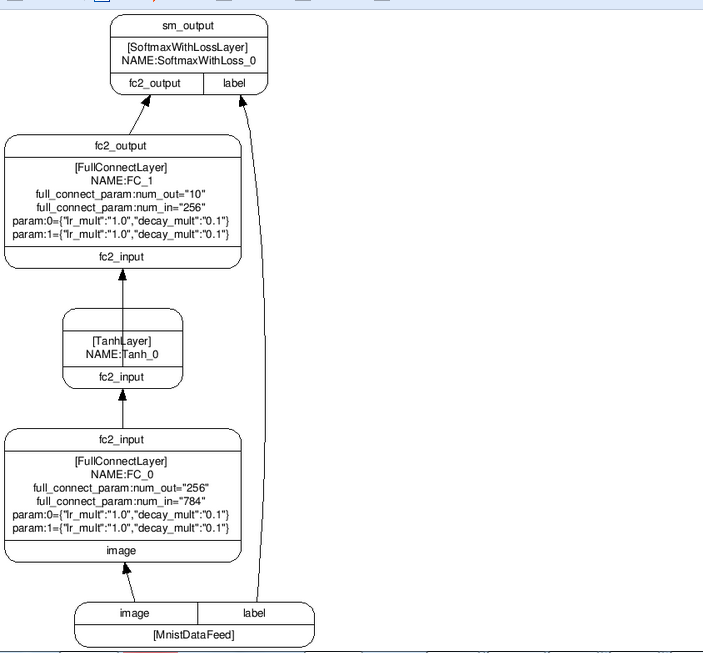 sm_output
[SoftmaxWithLossLayer]
NAME:SoftmaxWithLoss_0
fc2_output label
fc2_output
[FullConnectLayer]
NAME:FC_1
full_connect_param:num_out="10"
full_connect_param:num_in="256"
param:0={"lr_mult":"1.0","decay_mult":"0.1"}
param:1={"lr_mult":"1.0","decay_mult":"0.1"}
fc2_input
[TanhLayer]
NAME:Tanh_0
fc2_input
fc2_input
[FullConnectLayer]
NAME:FC_0
full_connect_param:num_out="256"
full_connect_param:num_in="784"
param:0={"lr_mult":"1.0","decay_mult":"0.1"}
param:1={"lr_mult":"1.0","decay_mult":"0.1"}
image
image label
[MnistDataFeed]